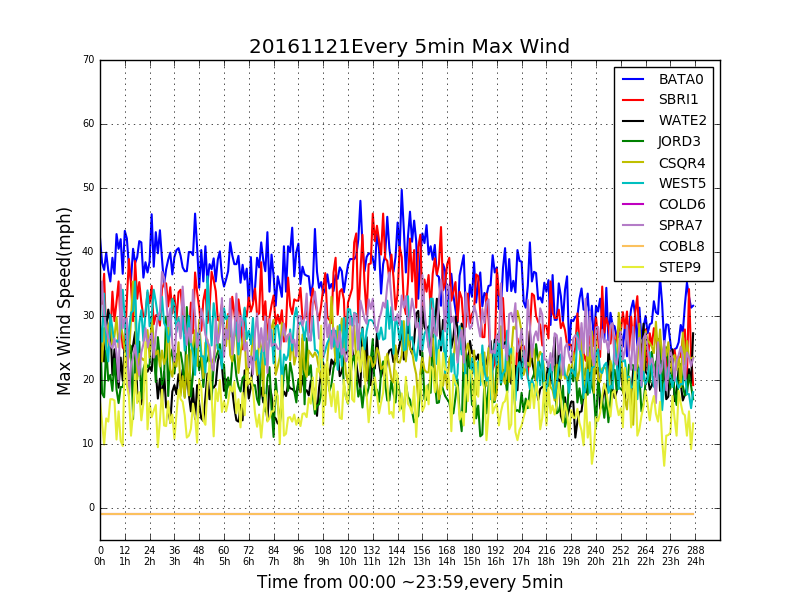 20161121Every 5min Max Wind
70
60
50
40
30
20
10
0
Max Wind Speed(mph)
BATA0
SBRI1
WATE2
JORD3
CSQR4
WEST5
COLD6
SPRA7
COBL8
STEP9
0 12 24 36 48 60 72 84 96 108 120 132 144 156 168 180 192 204 216 228 240 252 264 276 288
0h 1h 2h 3h 4h 5h 6h 7h 8h 9h 10h 11h 12h 13h 14h 15h 16h 17h 18h 19h 20h 21h 22h 23h 24h
Time from 00:00 ~23:59,every 5min